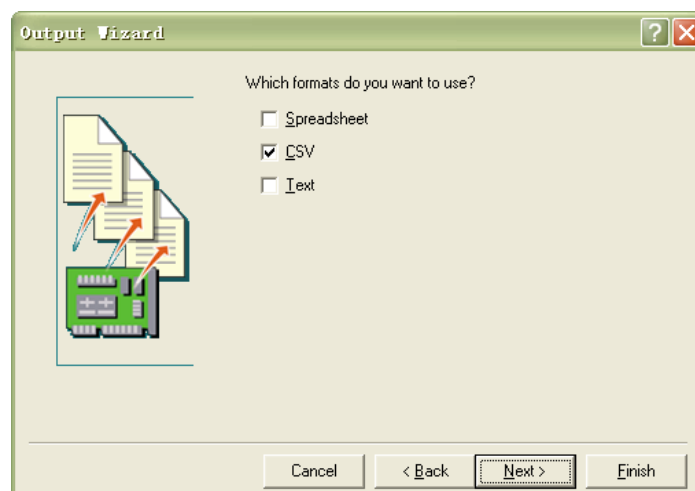 Output Wizard
Which formats do you want to use?
Spreadsheet
CSV
Text
Cancel
< Back
Next >
Finish